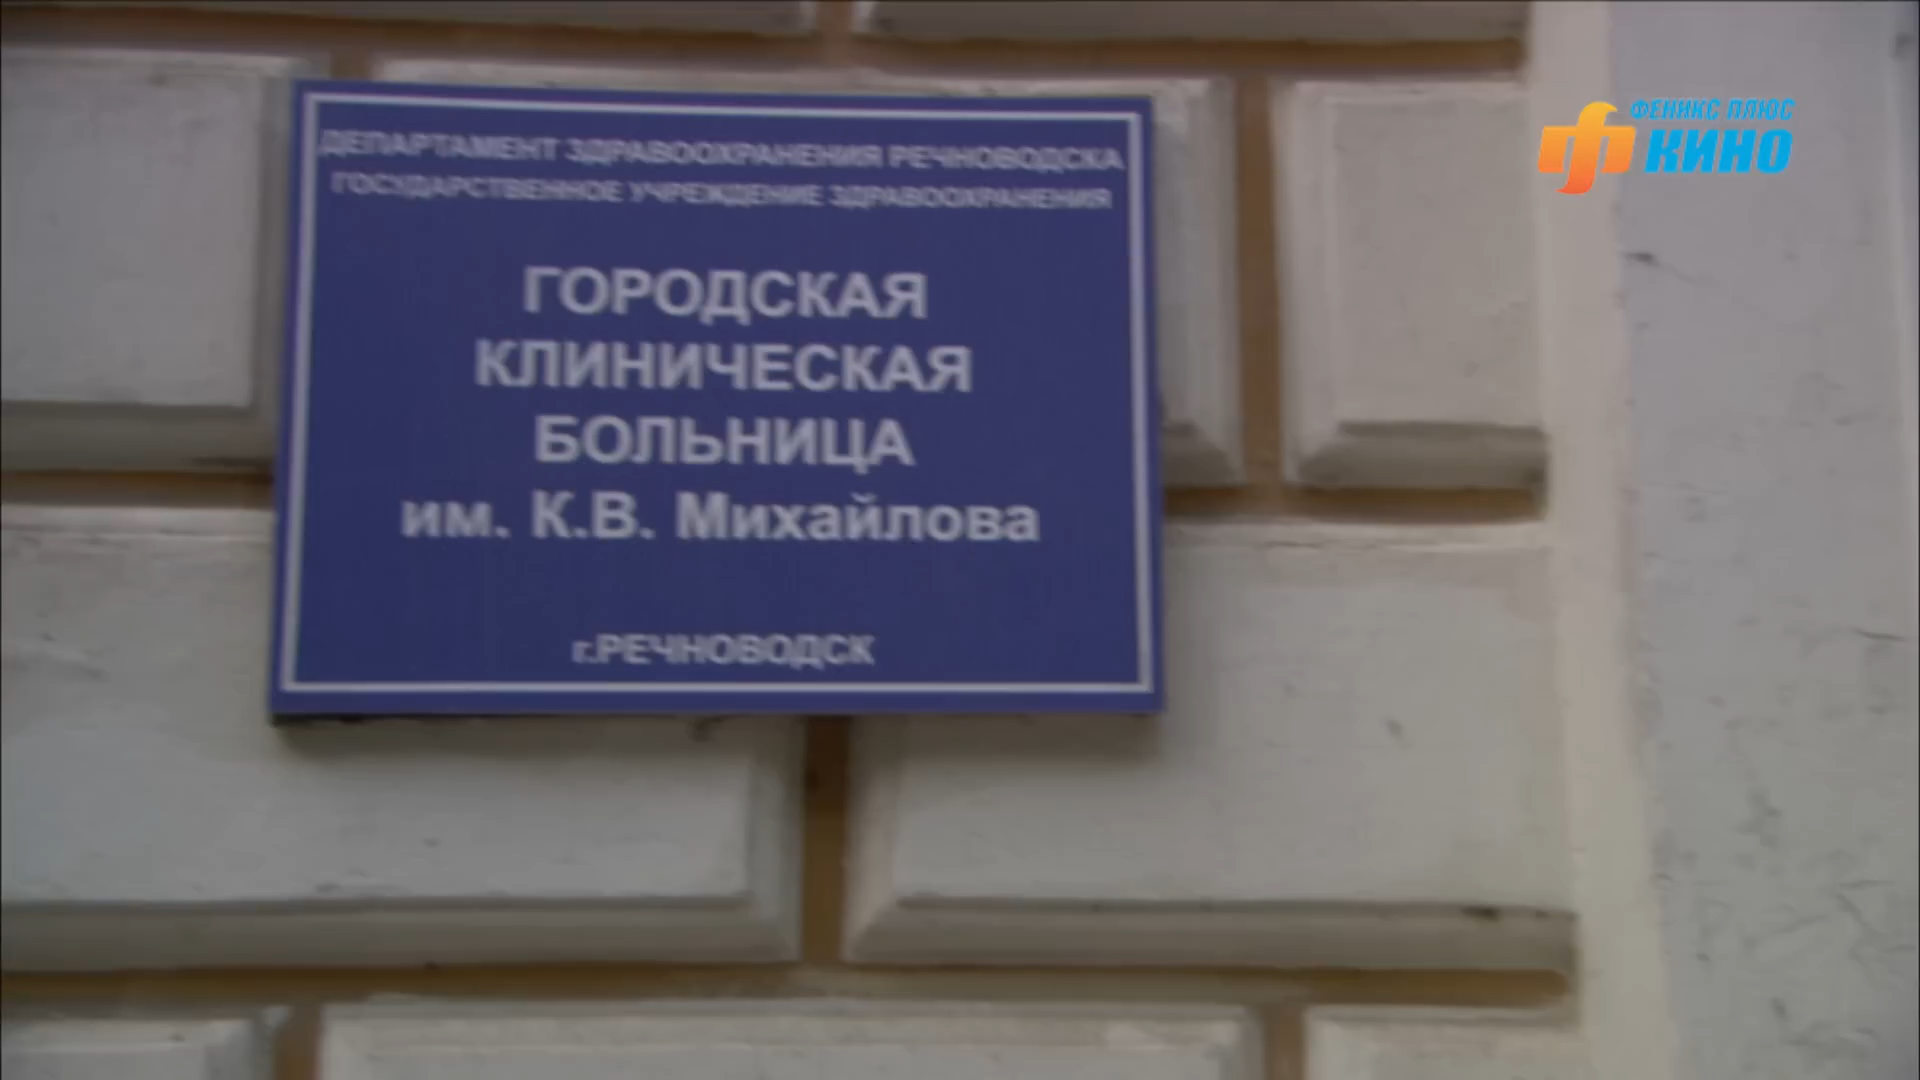 ДЕПАРТАМЕНТ ЗДРАВООХРАНЕНИЯ РЕЧНОВОДСКА
ГОСУДАРСТВЕННОЕ УЧРЕЖДЕНИЕ ЗДРАВООХРАНЕНИЯ
ГОРОДСКАЯ
КЛИНИЧЕСКАЯ
БОЛЬНИЦА
им. К.В. Михайлова
г.РЕЧНОВОДСК
ФЕНИКС ПЛЮС
КИНО